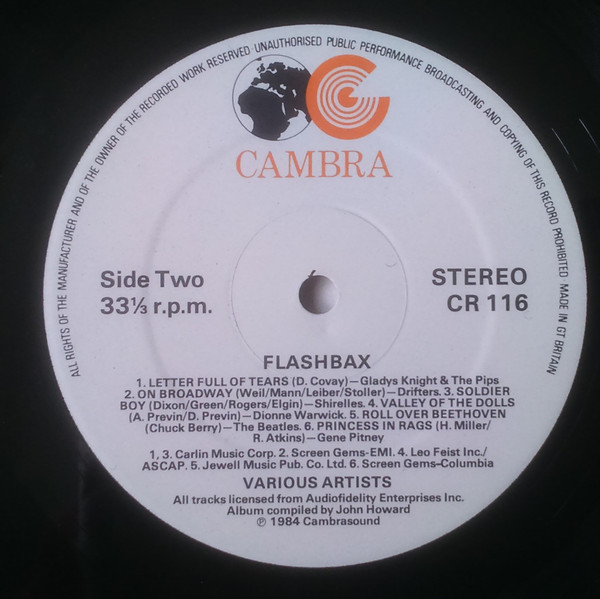 ALL RIGHTS OF THE MANUFACTURER AND OF THE OWNER OF THE RECORDED WORK RESERVED UNAUTHORISED PUBLIC PERFORMANCE BROADCASTING AND COPYING OF THIS RECORD PROHIBITED MADE IN GT BRITAIN
CAMBRA
Side Two
33⅓ r.p.m.
STEREO
CR 116
FLASHBAX
1. LETTER FULL OF TEARS (D. Covay)—Gladys Knight & The Pips
2. ON BROADWAY (Weil/Mann/Leiber/Stoller)—Drifters. 3. SOLDIER
BOY (Dixon/Green/Rogers/Elgin)—Shirelles. 4. VALLEY OF THE DOLLS
(A. Previn/D. Previn)—Dionne Warwick. 5. ROLL OVER BEETHOVEN
(Chuck Berry)—The Beatles. 6. PRINCESS IN RAGS (H. Miller/
R. Atkins)—Gene Pitney
1, 3. Carlin Music Corp. 2. Screen Gems-EMI. 4. Leo Feist Inc./
ASCAP. 5. Jewell Music Pub. Co. Ltd. 6. Screen Gems–Columbia
VARIOUS ARTISTS
All tracks licensed from Audiofidelity Enterprises Inc.
Album compiled by John Howard
℗ 1984 Cambrasound